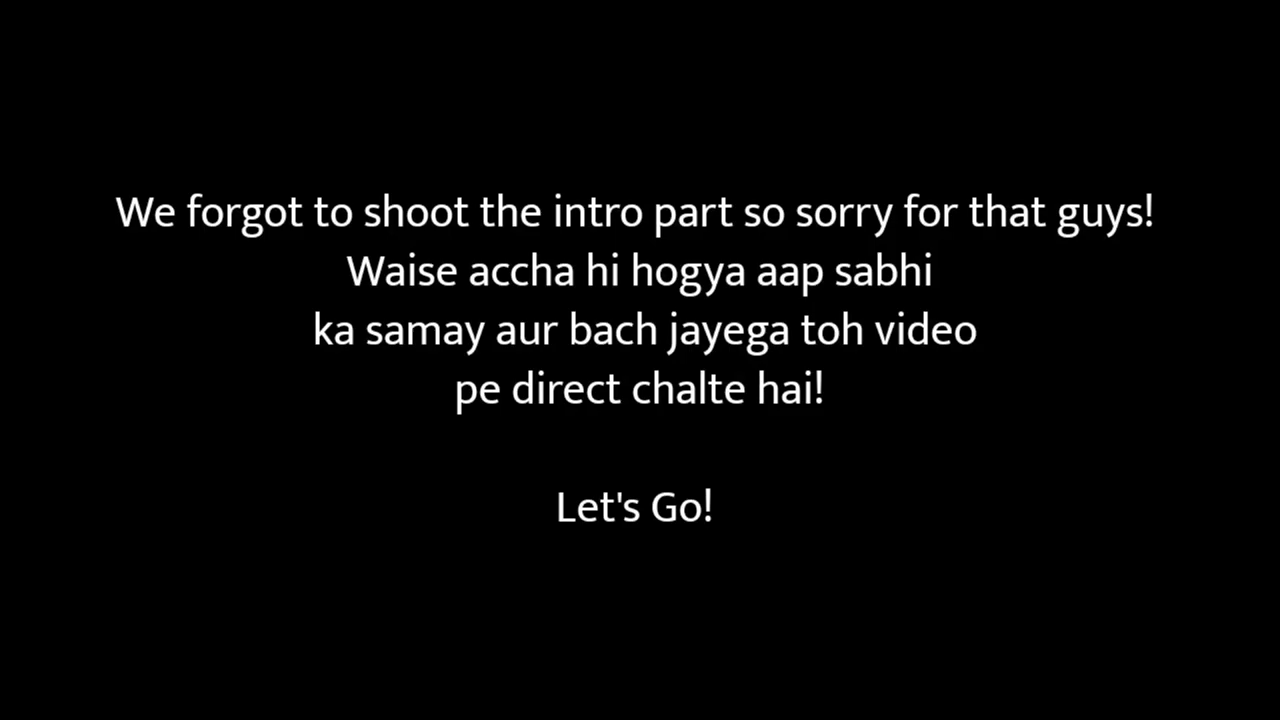 We forgot to shoot the intro part so sorry for that guys!
Waise accha hi hogya aap sabhi
ka samay aur bach jayega toh video
pe direct chalte hai!
Let's Go!